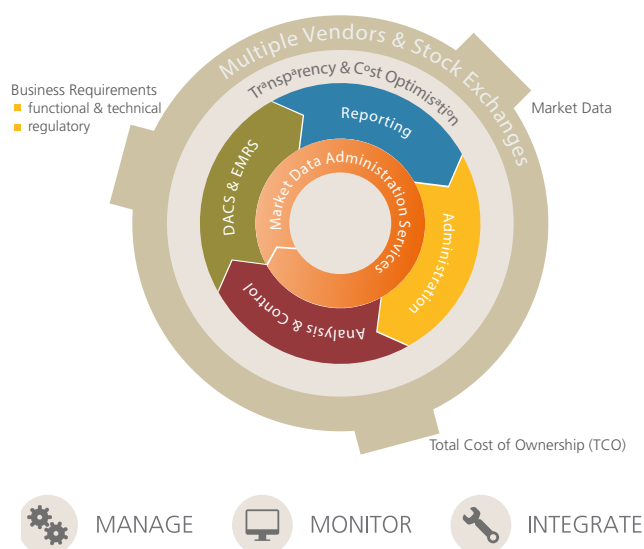 Multiple Vendors & Stock Exchanges
Transparency & Cost Optimisation
Business Requirements
functional & technical
regulatory
Market Data
Reporting
DACS & EMRS
Market Data Administration Services
Administration
Analysis & Control
Total Cost of Ownership (TCO)
MANAGE
MONITOR
INTEGRATE